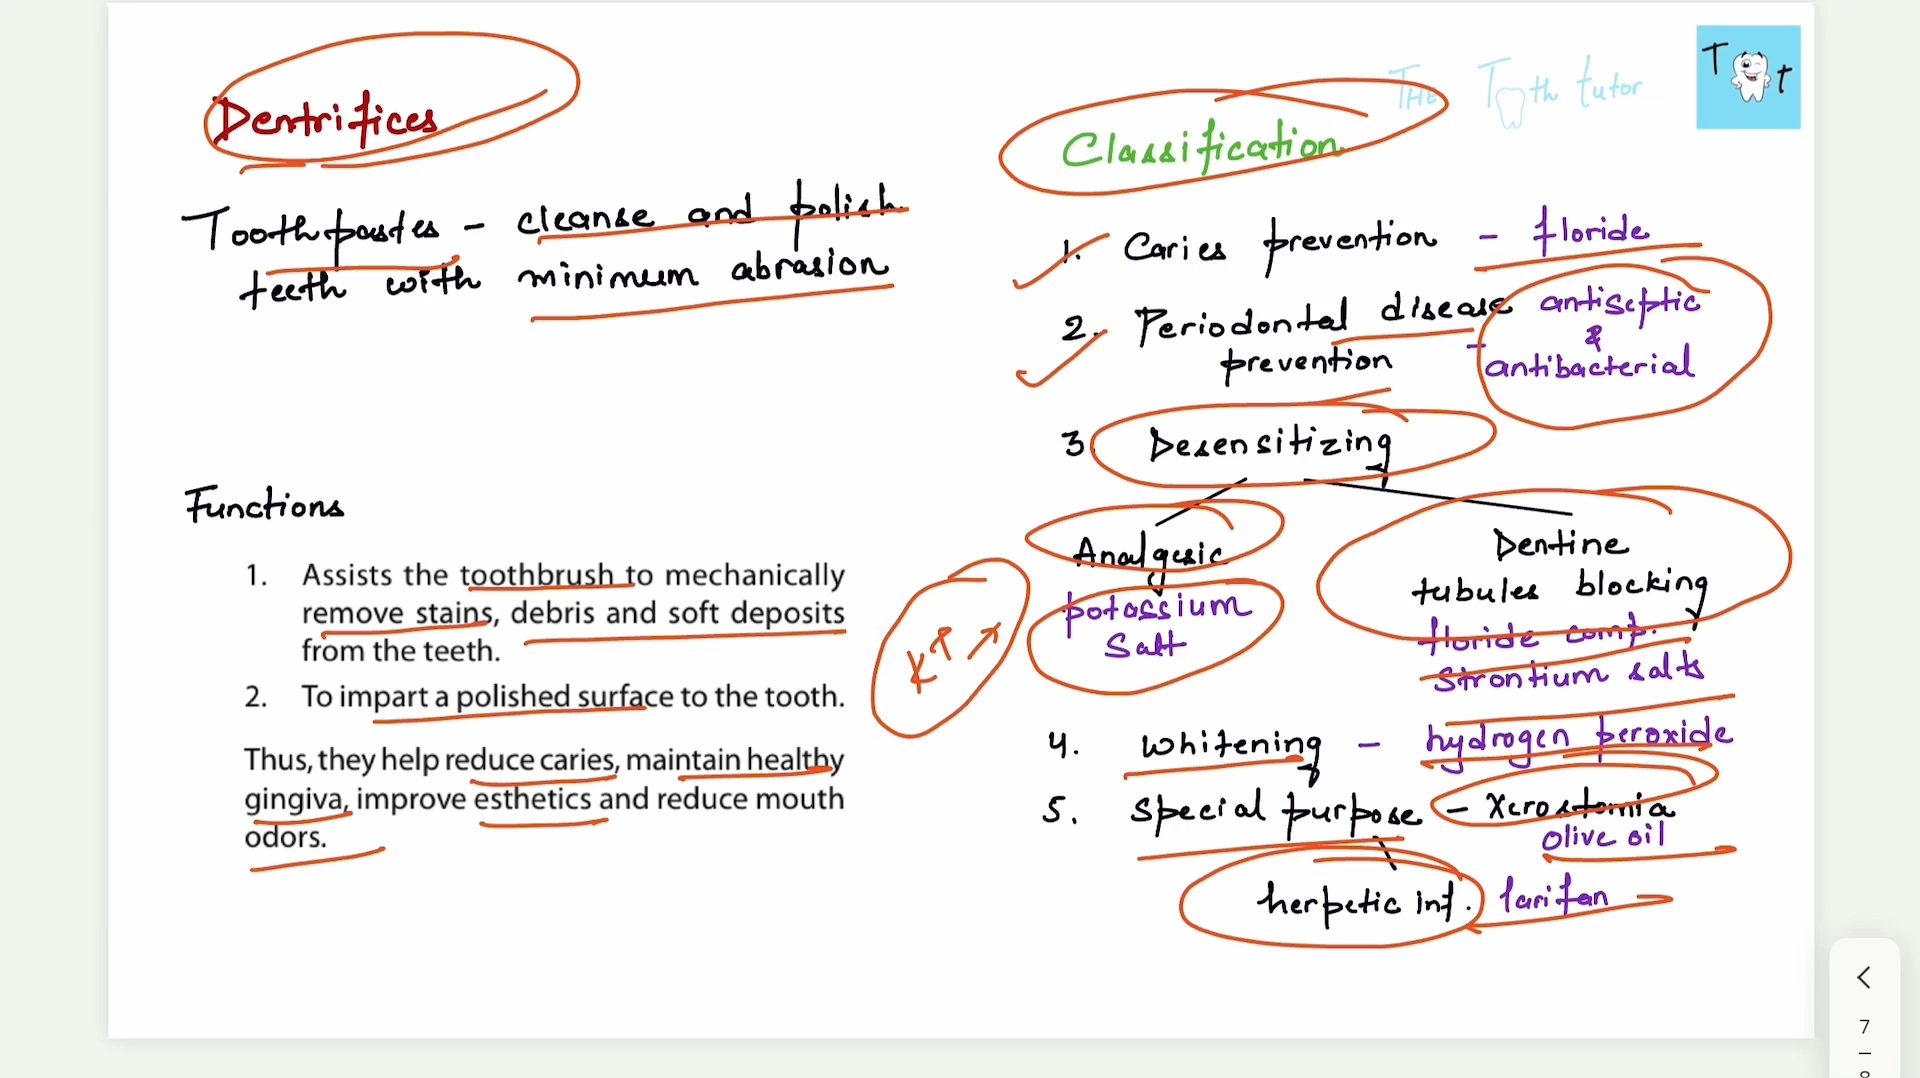 Dentrifices
Toothpastes - cleanse and polish
teeth with minimum abrasion
Functions
1. Assists the toothbrush to mechanically
remove stains, debris and soft deposits
from the teeth.
2. To impart a polished surface to the tooth.
Thus, they help reduce caries, maintain healthy
gingiva, improve esthetics and reduce mouth
odors.
K↑ ↗
THE Tooth tutor
T t
Classification
1. Caries prevention - floride
2. Periodontal disease prevention - antiseptic & antibacterial
3 Desensitizing
Analgesic
potassium
Salt
Dentine
tubules blocking
floride comp.
Strontium salts
4. whitening - hydrogen peroxide
5. special purpose - Xerostomia
olive oil
herpetic inf. larifan
7